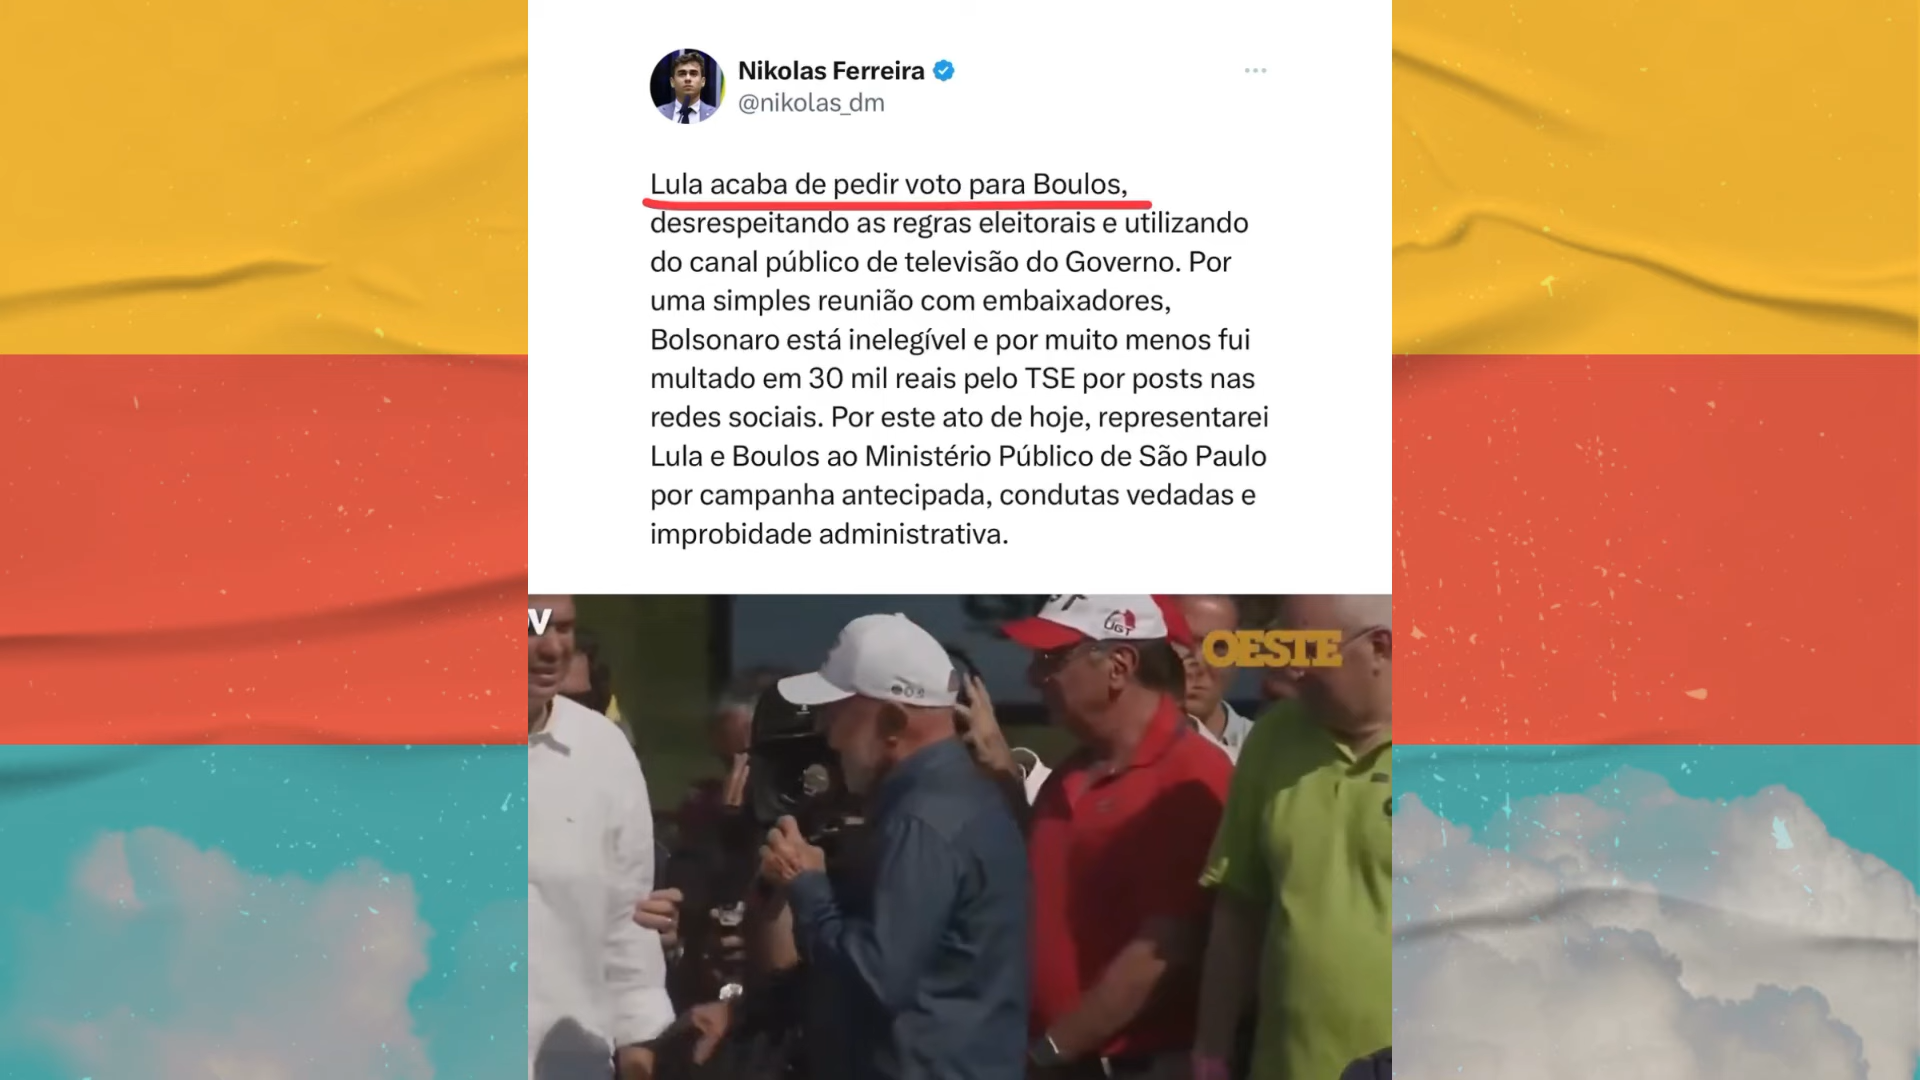 Nikolas Ferreira
@nikolas_dm
Lula acaba de pedir voto para Boulos,
desrespeitando as regras eleitorais e utilizando
do canal público de televisão do Governo. Por
uma simples reunião com embaixadores,
Bolsonaro está inelegível e por muito menos fui
multado em 30 mil reais pelo TSE por posts nas
redes sociais. Por este ato de hoje, representarei
Lula e Boulos ao Ministério Público de São Paulo
por campanha antecipada, condutas vedadas e
improbidade administrativa.
V
UGT
OESTE